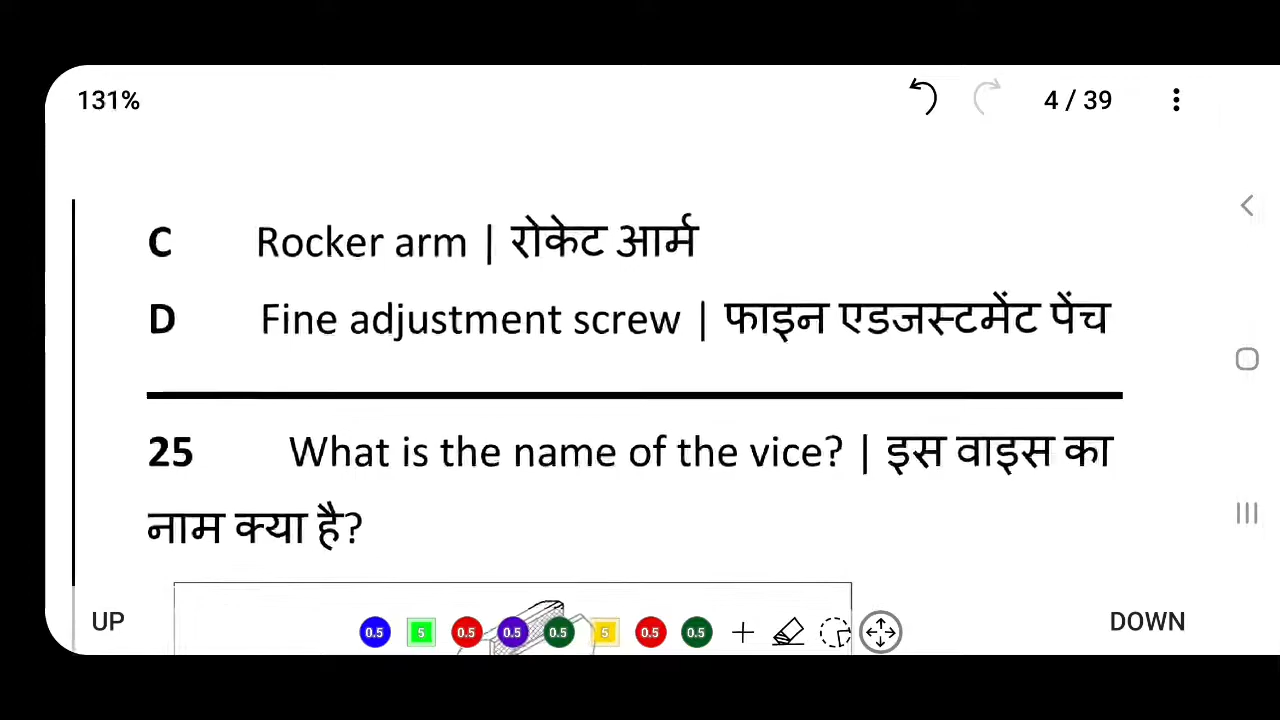 131%
4 / 39
C Rocker arm | रोकेट आर्म
D Fine adjustment screw | फाइन एडजस्टमेंट पेंच
25 What is the name of the vice? | इस वाइस का
नाम क्या है?
UP
0.5 5 0.5 0.5 0.5 5 0.5 0.5
DOWN